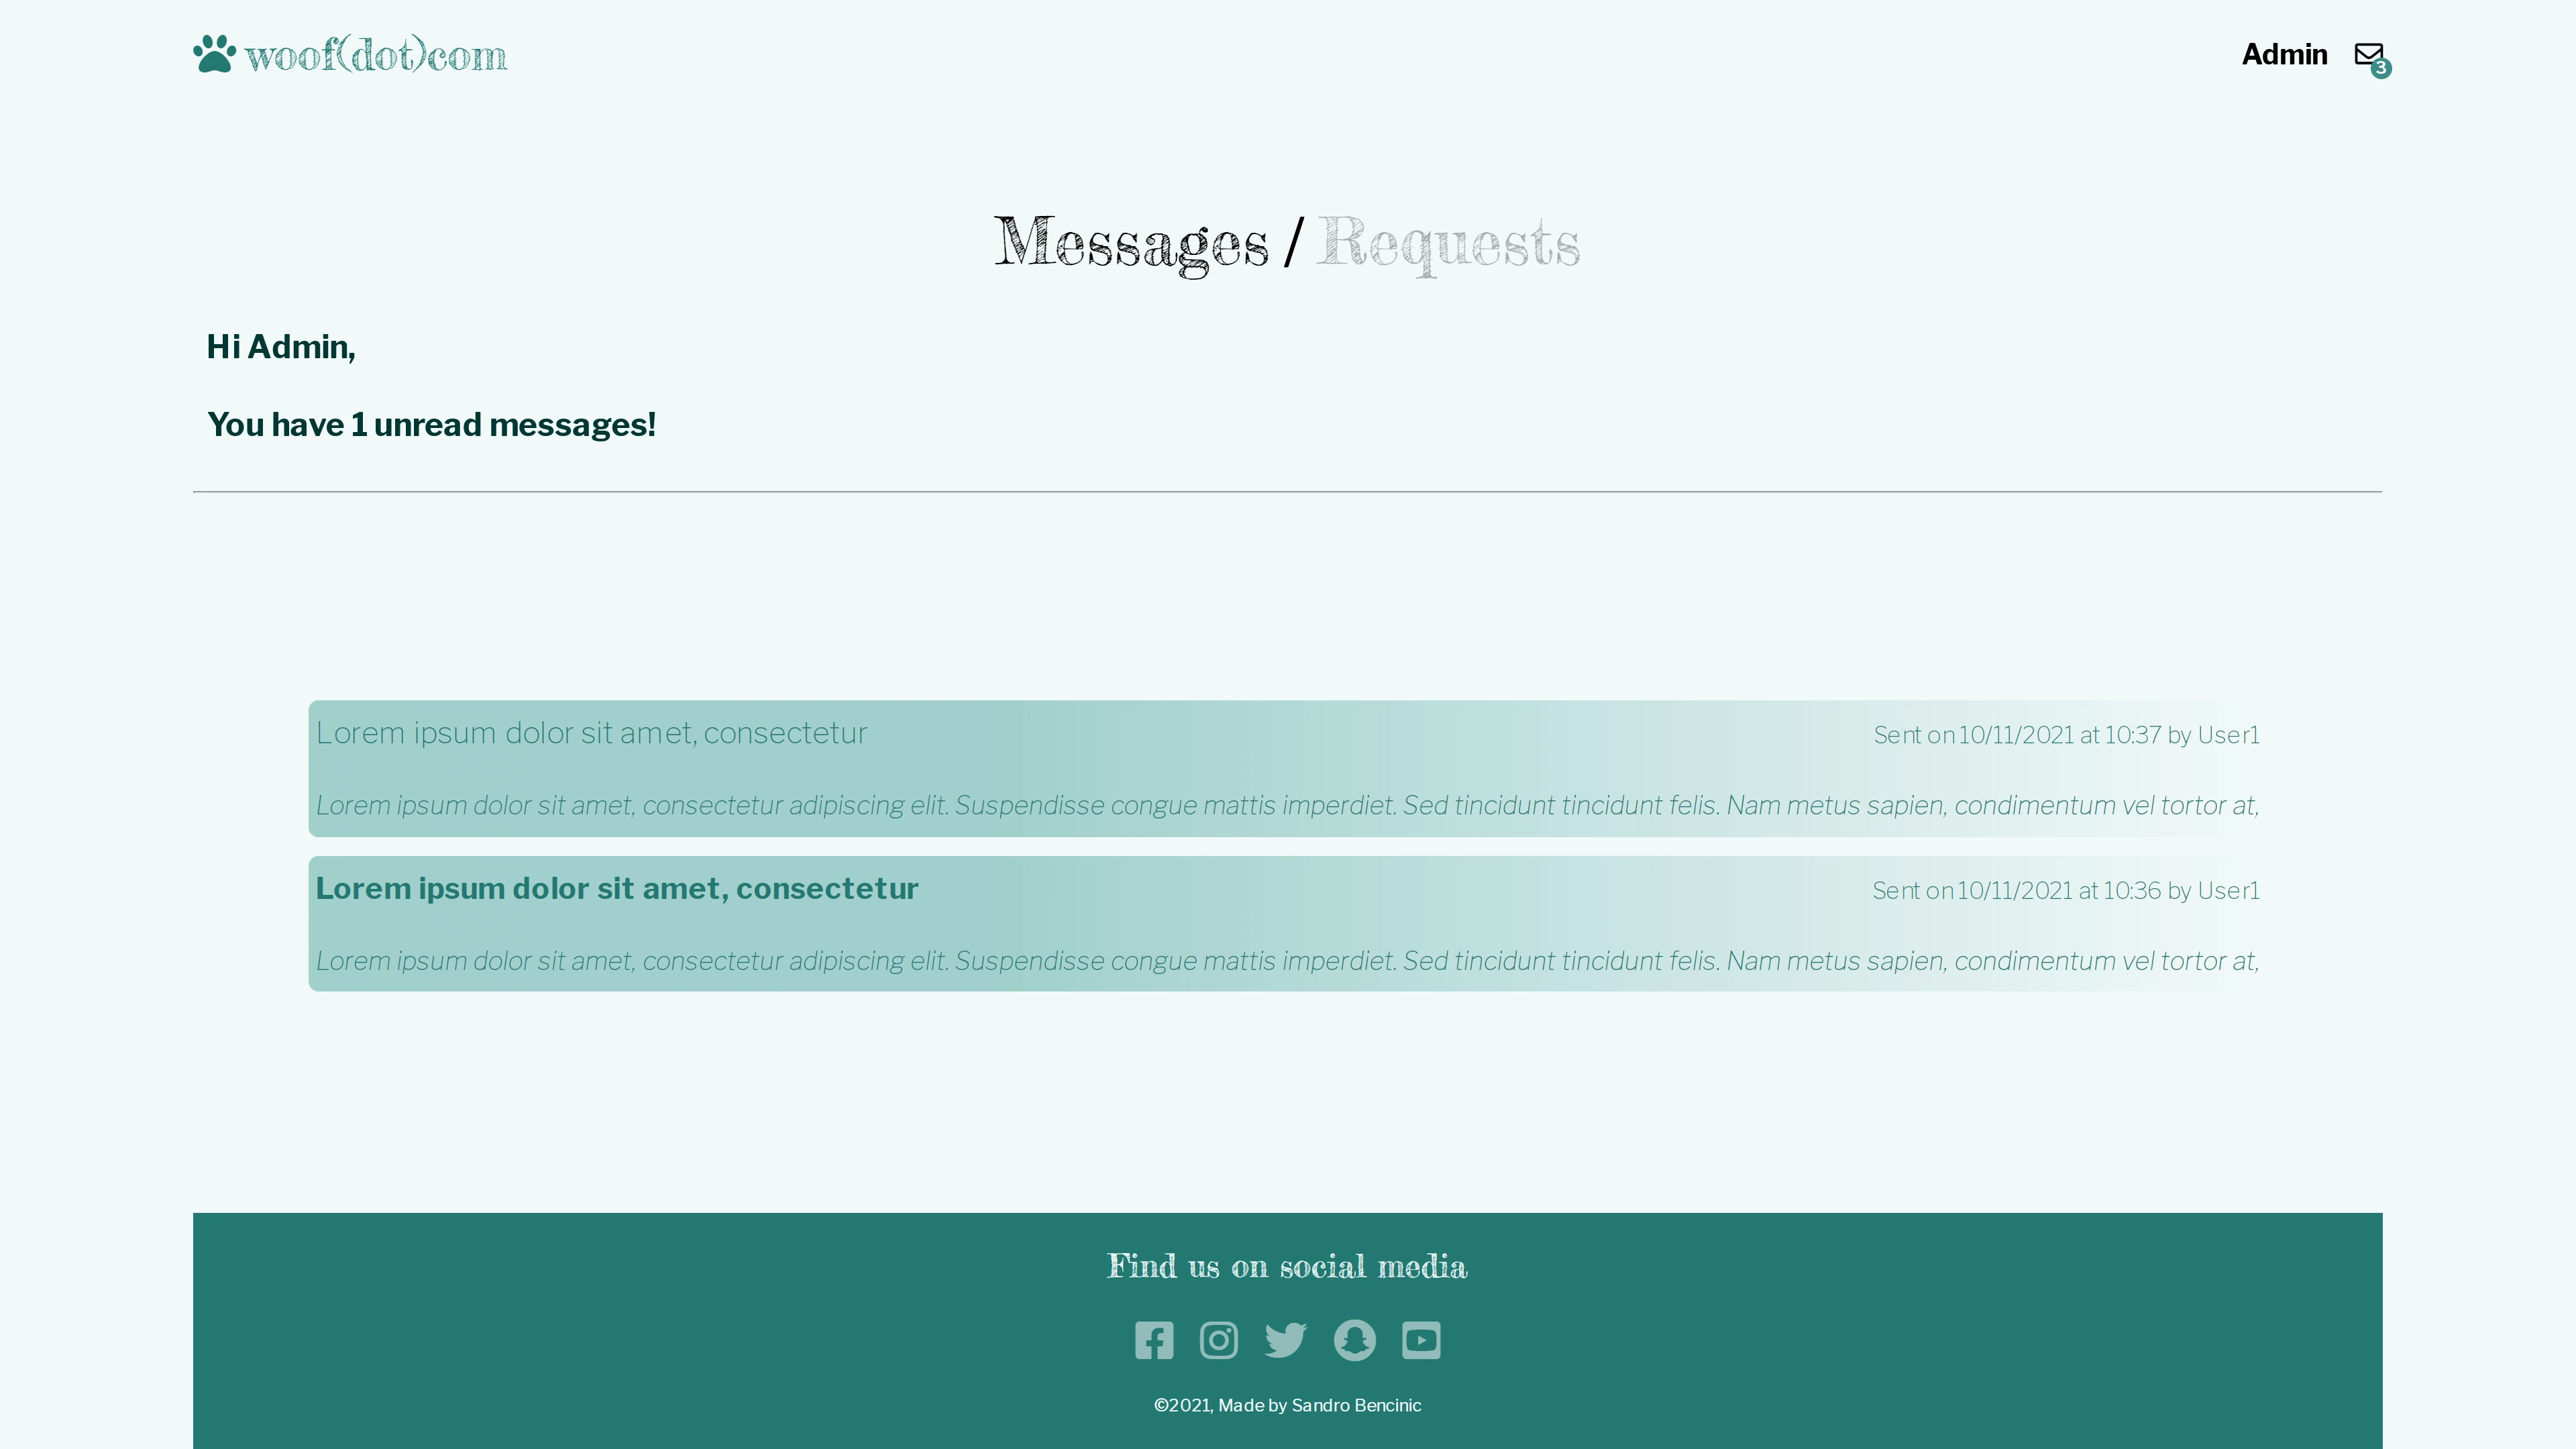 woof(dot)com
Admin
3
Messages / Requests
Hi Admin,
You have 1 unread messages!
Lorem ipsum dolor sit amet, consectetur
Sent on 10/11/2021 at 10:37 by User1
Lorem ipsum dolor sit amet, consectetur adipiscing elit. Suspendisse congue mattis imperdiet. Sed tincidunt tincidunt felis. Nam metus sapien, condimentum vel tortor at,
Lorem ipsum dolor sit amet, consectetur
Sent on 10/11/2021 at 10:36 by User1
Lorem ipsum dolor sit amet, consectetur adipiscing elit. Suspendisse congue mattis imperdiet. Sed tincidunt tincidunt felis. Nam metus sapien, condimentum vel tortor at,
Find us on social media
©2021, Made by Sandro Bencinic